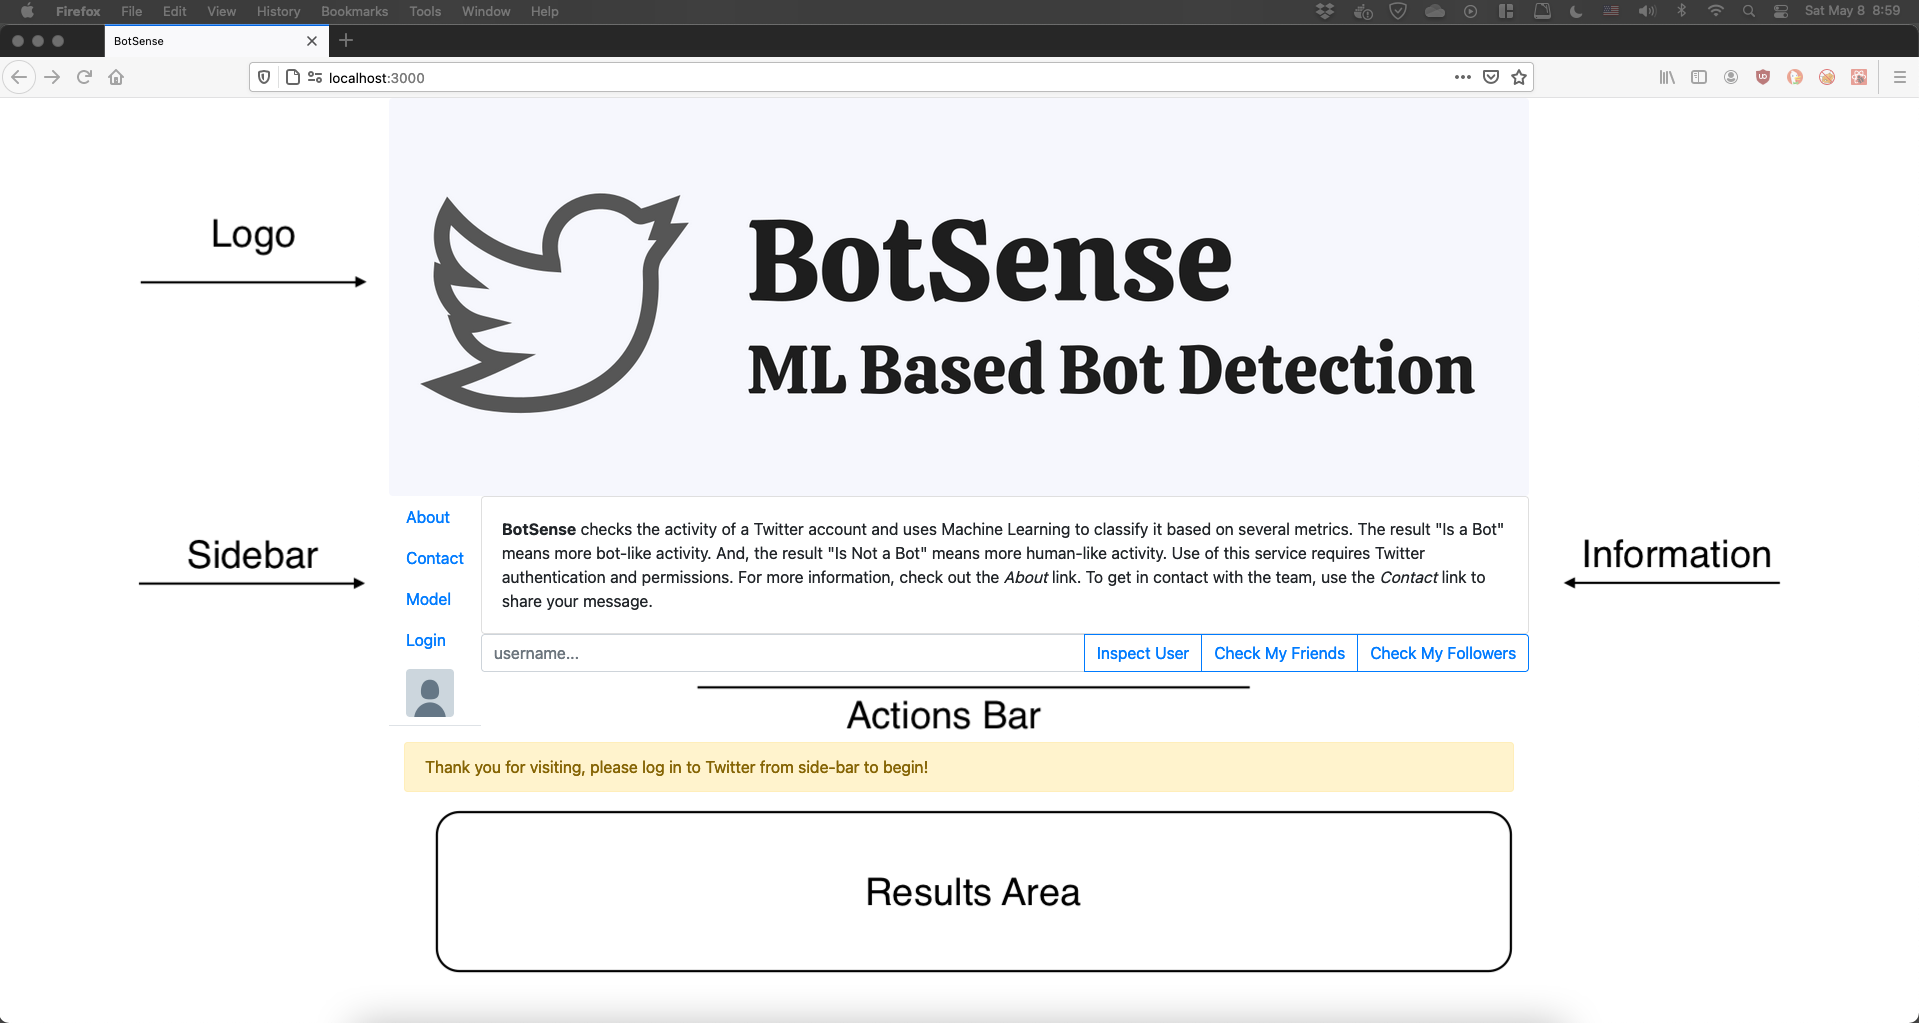 Firefox File Edit View History Bookmarks Tools Window Help Sat May 8 8:59
BotSense
localhost:3000
Logo
BotSense
ML Based Bot Detection
Sidebar
About
Contact
Model
Login
BotSense checks the activity of a Twitter account and uses Machine Learning to classify it based on several metrics. The result "Is a Bot"
means more bot-like activity. And, the result "Is Not a Bot" means more human-like activity. Use of this service requires Twitter
authentication and permissions. For more information, check out the About link. To get in contact with the team, use the Contact link to
share your message.
Information
username... Inspect User Check My Friends Check My Followers
Actions Bar
Thank you for visiting, please log in to Twitter from side-bar to begin!
Results Area